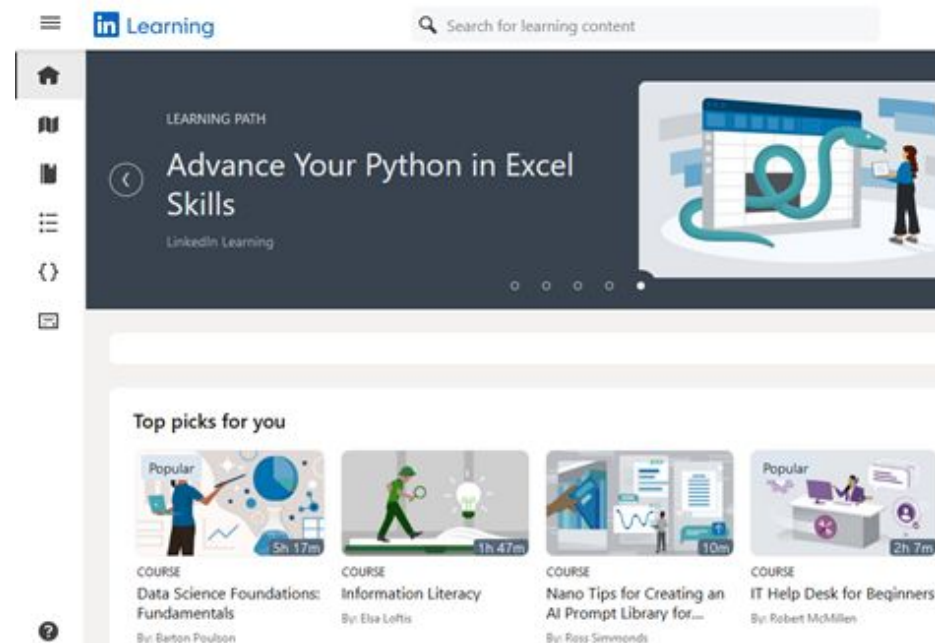 in Learning
Search for learning content
LEARNING PATH
Advance Your Python in Excel
Skills
LinkedIn Learning
Top picks for you
Popular
5h 17m
COURSE
Data Science Foundations:
Fundamentals
By: Barton Poulson
1h 47m
COURSE
Information Literacy
By: Elsa Loftis
10m
COURSE
Nano Tips for Creating an
AI Prompt Library for....
By: Ross Simmonds
Popular
2h 7m
COURSE
IT Help Desk for Beginners
By: Robert McMillen